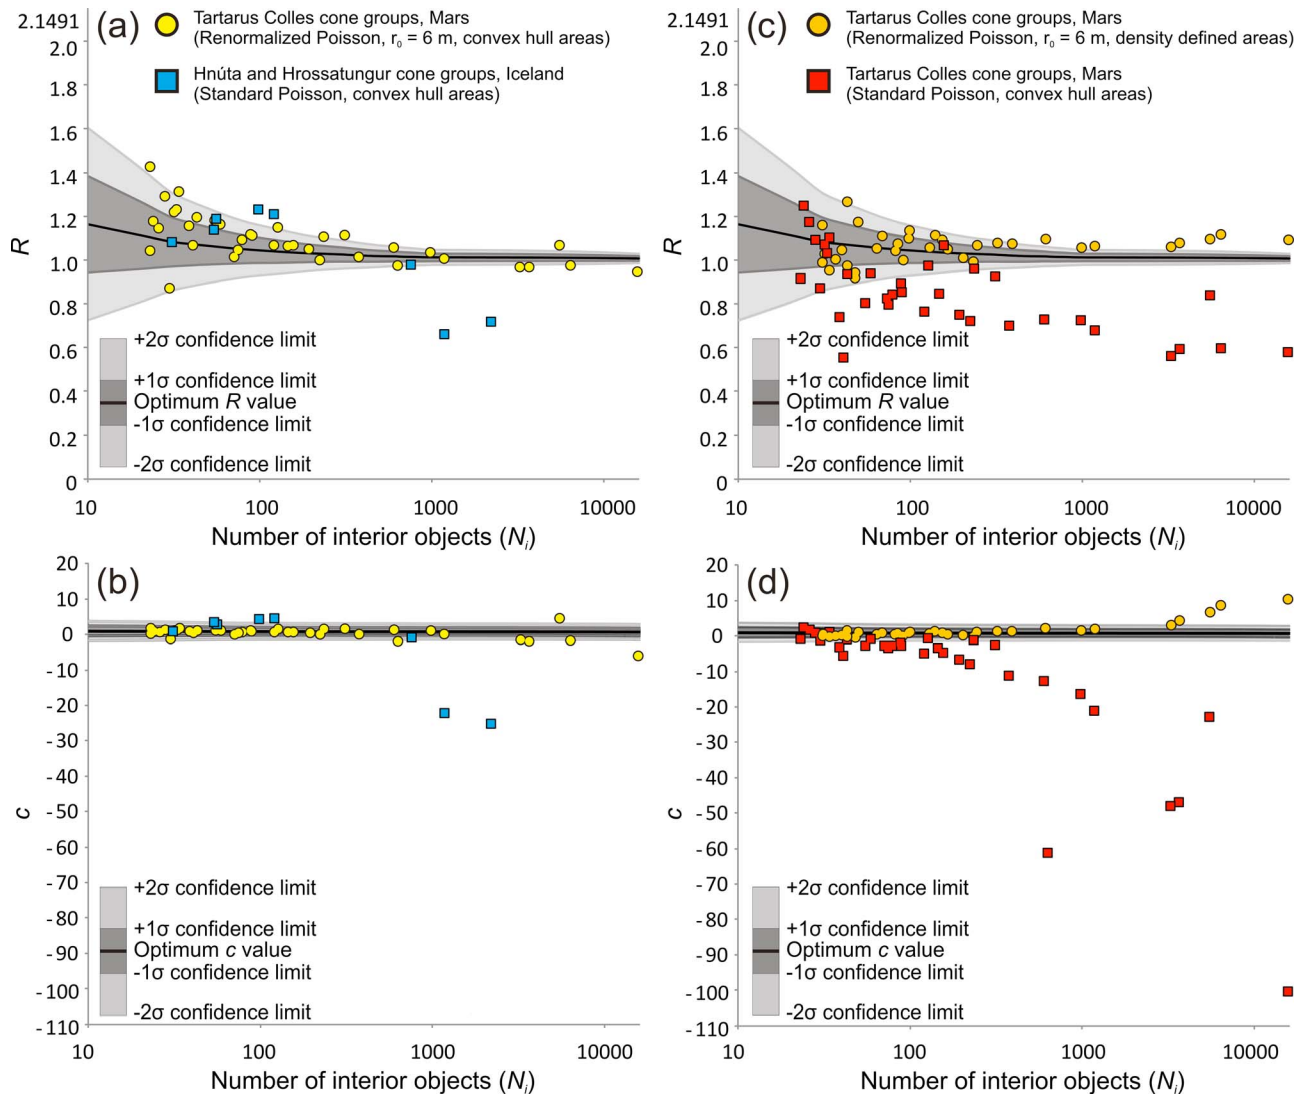 (a)
2.1491
2.0
1.8
1.6
1.4
1.2
1.0
0.8
0.6
0.4
0.2
0
R
Tartarus Colles cone groups, Mars
(Renormalized Poisson, r₀ = 6 m, convex hull areas)
Hnúta and Hrossatungur cone groups, Iceland
(Standard Poisson, convex hull areas)
+2σ confidence limit
+1σ confidence limit
Optimum R value
-1σ confidence limit
-2σ confidence limit
10 100 1000 10000
Number of interior objects (Nᵢ)
(c)
2.1491
2.0
1.8
1.6
1.4
1.2
1.0
0.8
0.6
0.4
0.2
0
R
Tartarus Colles cone groups, Mars
(Renormalized Poisson, r₀ = 6 m, density defined areas)
Tartarus Colles cone groups, Mars
(Standard Poisson, convex hull areas)
+2σ confidence limit
+1σ confidence limit
Optimum R value
-1σ confidence limit
-2σ confidence limit
10 100 1000 10000
Number of interior objects (Nᵢ)
(b)
20
10
0
-10
-20
-30
-40
-50
-60
-70
-80
-90
-100
-110
c
+2σ confidence limit
+1σ confidence limit
Optimum c value
-1σ confidence limit
-2σ confidence limit
10 100 1000 10000
Number of interior objects (Nᵢ)
(d)
20
10
0
-10
-20
-30
-40
-50
-60
-70
-80
-90
-100
-110
c
+2σ confidence limit
+1σ confidence limit
Optimum c value
-1σ confidence limit
-2σ confidence limit
10 100 1000 10000
Number of interior objects (Nᵢ)